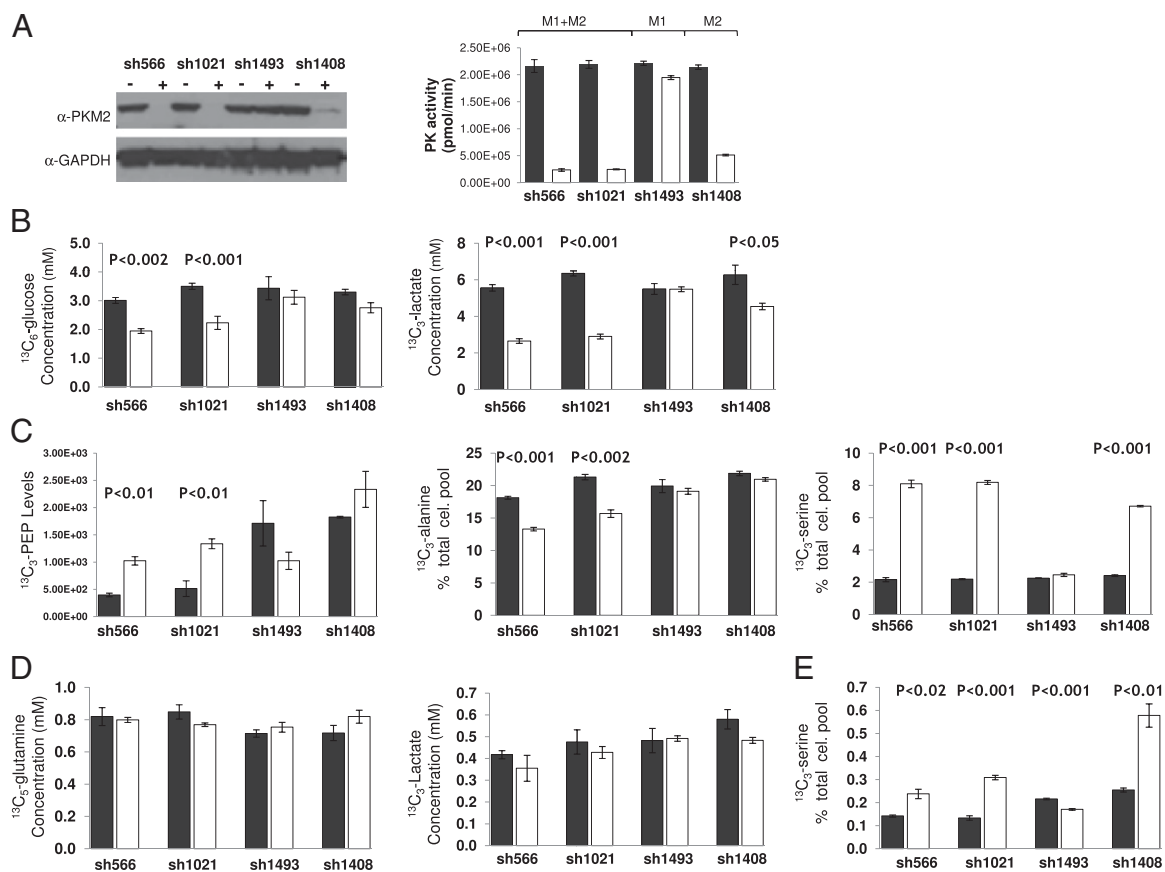 A
sh566 sh1021 sh1493 sh1408
- + - + - + - +
α-PKM2
α-GAPDH
M1+M2 M1 M2
PK activity
(pmol/min)
2.50E+06
2.00E+06
1.50E+06
1.00E+06
5.00E+05
0.00E+00
sh566 sh1021 sh1493 sh1408
B
¹³C₆-glucose
Concentration (mM)
5.0
4.0
3.0
2.0
1.0
0.0
P<0.002 P<0.001
sh566 sh1021 sh1493 sh1408
¹³C₃-lactate
Concentration (mM)
8
6
4
2
0
P<0.001 P<0.001 P<0.05
sh566 sh1021 sh1493 sh1408
C
¹³C₃-PEP Levels
3.00E+03
2.50E+03
2.00E+03
1.50E+03
1.00E+03
5.00E+02
0.00E+00
P<0.01 P<0.01
sh566 sh1021 sh1493 sh1408
¹³C₃-alanine
% total cel. pool
25
20
15
10
5
0
P<0.001 P<0.002
sh566 sh1021 sh1493 sh1408
¹³C₃-serine
% total cel. pool
10
8
6
4
2
0
P<0.001 P<0.001 P<0.001
sh566 sh1021 sh1493 sh1408
D
¹³C₅-glutamine
Concentration (mM)
1.0
0.8
0.6
0.4
0.2
0.0
sh566 sh1021 sh1493 sh1408
¹³C₃-Lactate
Concentration (mM)
0.7
0.6
0.5
0.4
0.3
0.2
0.1
0.0
sh566 sh1021 sh1493 sh1408
E
¹³C₃-serine
% total cel. pool
0.7
0.6
0.5
0.4
0.3
0.2
0.1
0.0
P<0.02 P<0.001 P<0.001 P<0.01
sh566 sh1021 sh1493 sh1408